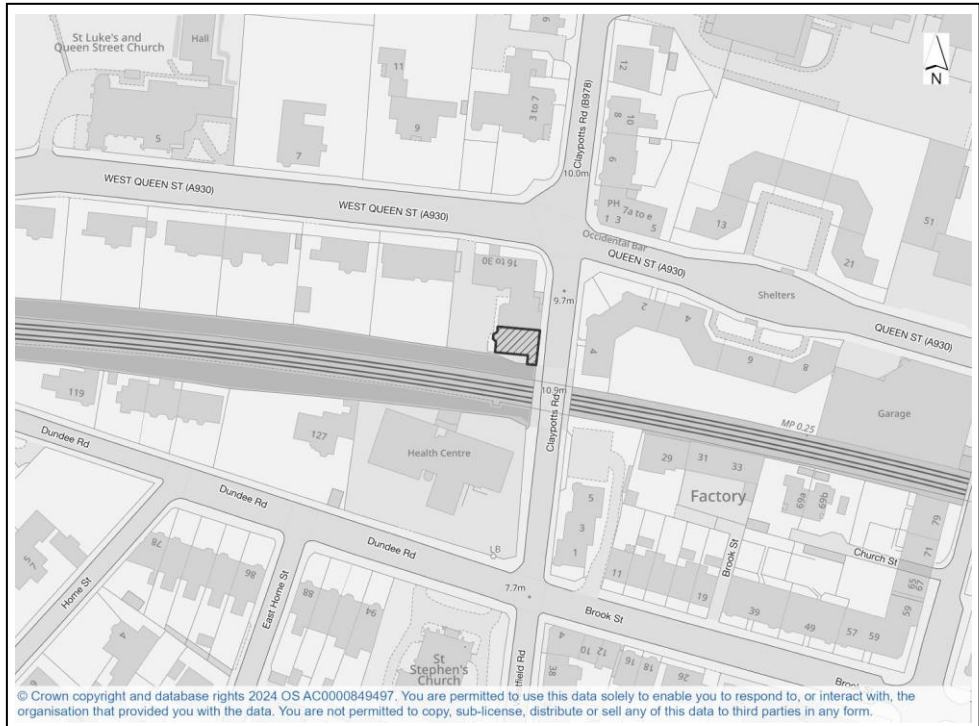 St Luke's and
Queen Street Church
Hall
5
7
11
9
3 to 7
6
12
8
10
6
Claypotts Rd (B978)
10.0m
N
WEST QUEEN ST (A930)
WEST QUEEN ST (A930)
PH
7a to e
1
3
5
Occidental Bar
13
21
51
QUEEN ST (A930)
Shelters
QUEEN ST (A930)
16 to 30
9.7m
2
4
4
6
8
Garage
10.9m
MP 0.25
119
127
Health Centre
Claypotts Rd
Dundee Rd
Dundee Rd
Dundee Rd
29
31
33
Factory
69a
69b
79
71
Church St
65
67
59
5
3
1
LB
7.7m
11
19
Brook St
39
49
57
59
Brook St
75
Home St
78
86
East Home St
88
94
4
St
Stephen's
Church
4
10
12
16
18
26
38
© Crown copyright and database rights 2024 OS AC0000849497. You are permitted to use this data solely to enable you to respond to, or interact with, the
organisation that provided you with the data. You are not permitted to copy, sub-license, distribute or sell any of this data to third parties in any form.